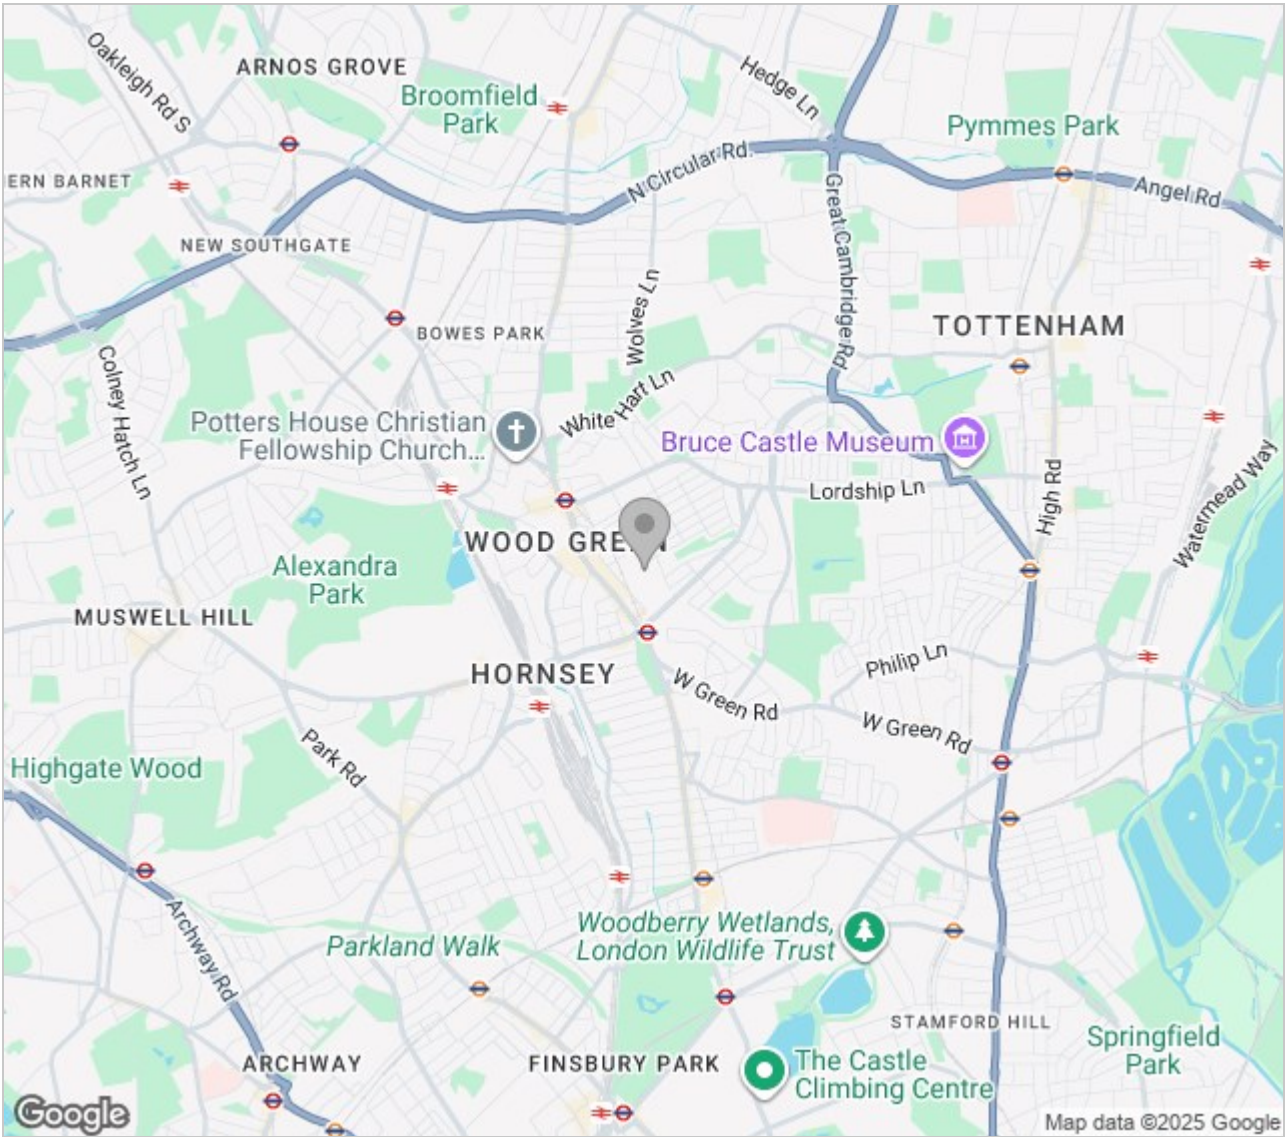 Oakleigh Rd S
ARNOS GROVE
Broomfield
Park
Hedge Ln
Pymmes Park
N Circular Rd.
Angel Rd
ERN BARNET
NEW SOUTHGATE
Great Cambridge Rd
Wolves Ln
BOWES PARK
TOTTENHAM
Colney Hatch Ln
White Hart Ln
Potters House Christian
Fellowship Church...
Bruce Castle Museum
Lordship Ln
High Rd
Watermead Way
WOOD GREEN
Alexandra
Park
MUSWELL HILL
HORNSEY
Philip Ln
W Green Rd
W Green Rd
Park Rd
Highgate Wood
Archway Rd
Parkland Walk
Woodberry Wetlands,
London Wildlife Trust
STAMFORD HILL
Springfield
Park
ARCHWAY
FINSBURY PARK
The Castle
Climbing Centre
Google
Map data ©2025 Google